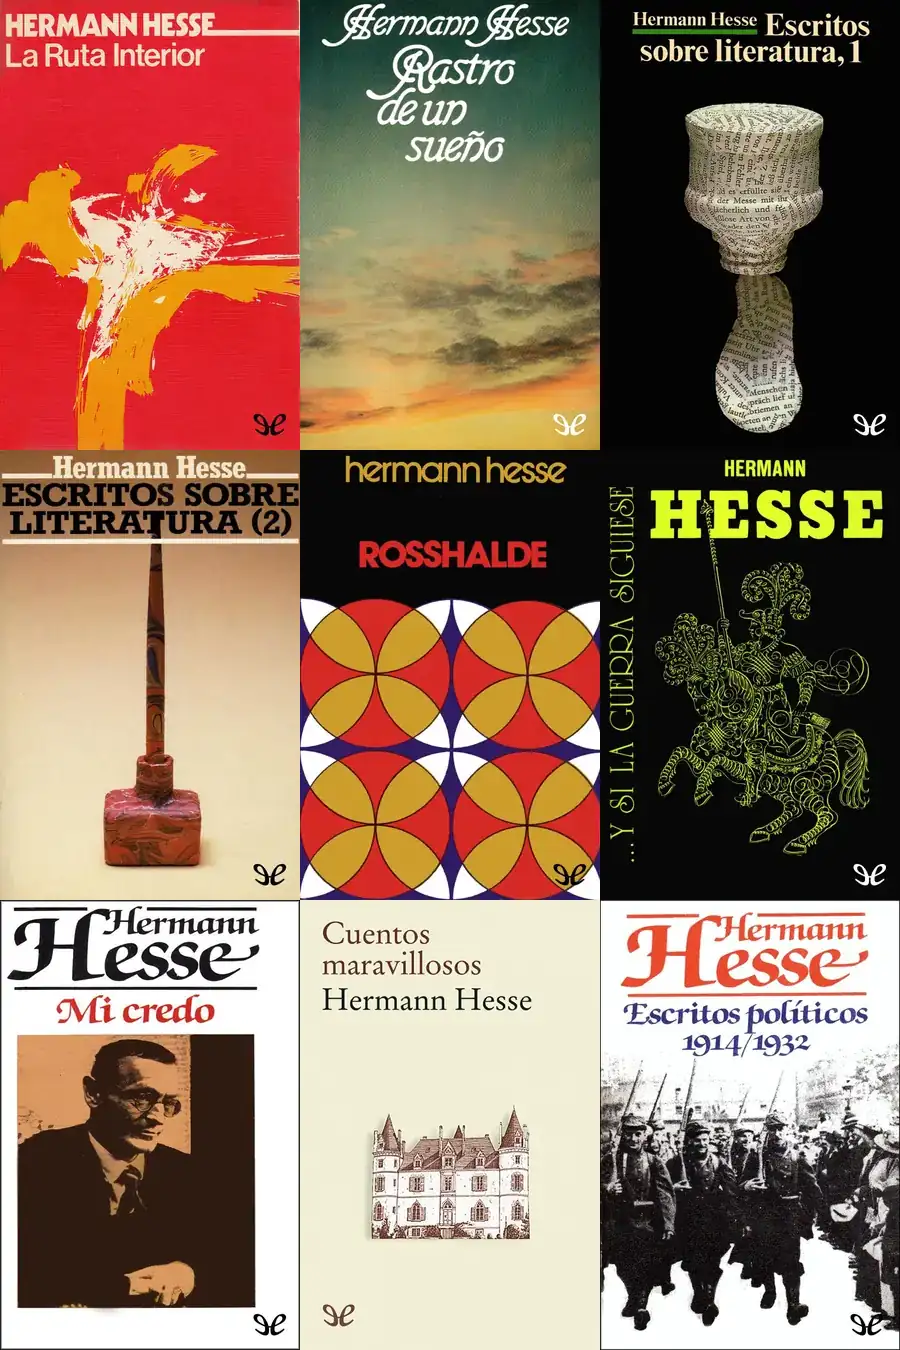 HERMANN HESSE
La Ruta Interior
Hermann Hesse
Rastro
de un
sueño
Hermann Hesse Escritos
sobre literatura, 1
Hermann Hesse
ESCRITOS SOBRE
LITERATURA (2)
hermann hesse
ROSSHALDE
HERMANN
HESSE
... Y SI LA GUERRA SIGUIESE
Hermann
Hesse
Mi credo
Cuentos
maravillosos
Hermann Hesse
Hermann
Hesse
Escritos políticos
1914/1932